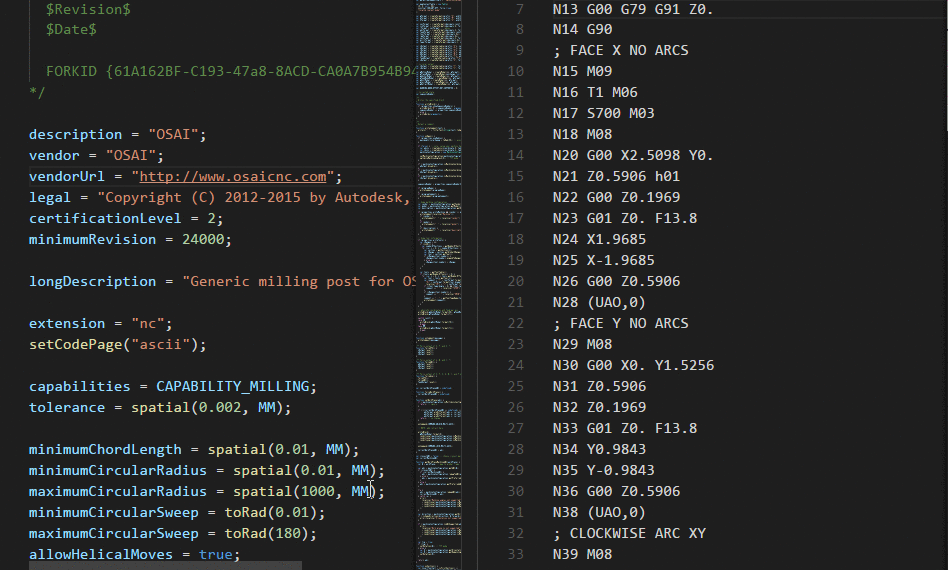 $Revision$
$Date$
FORKID {61A162BF-C193-47a8-8ACD-CA0A7B954B94
*/
description = "OSAI";
vendor = "OSAI";
vendorUrl = "http://www.osaicnc.com";
legal = "Copyright (C) 2012-2015 by Autodesk,
certificationLevel = 2;
minimumRevision = 24000;
longDescription = "Generic milling post for OS
extension = "nc";
setCodePage("ascii");
capabilities = CAPABILITY_MILLING;
tolerance = spatial(0.002, MM);
minimumChordLength = spatial(0.01, MM);
minimumCircularRadius = spatial(0.01, MM);
maximumCircularRadius = spatial(1000, MM);
minimumCircularSweep = toRad(0.01);
maximumCircularSweep = toRad(180);
allowHelicalMoves = true;
7 N13 G00 G79 G91 Z0.
8 N14 G90
9 ; FACE X NO ARCS
10 N15 M09
11 N16 T1 M06
12 N17 S700 M03
13 N18 M08
14 N20 G00 X2.5098 Y0.
15 N21 Z0.5906 h01
16 N22 G00 Z0.1969
17 N23 G01 Z0. F13.8
18 N24 X1.9685
19 N25 X-1.9685
20 N26 G00 Z0.5906
21 N28 (UAO,0)
22 ; FACE Y NO ARCS
23 N29 M08
24 N30 G00 X0. Y1.5256
25 N31 Z0.5906
26 N32 Z0.1969
27 N33 G01 Z0. F13.8
28 N34 Y0.9843
29 N35 Y-0.9843
30 N36 G00 Z0.5906
31 N38 (UAO,0)
32 ; CLOCKWISE ARC XY
33 N39 M08